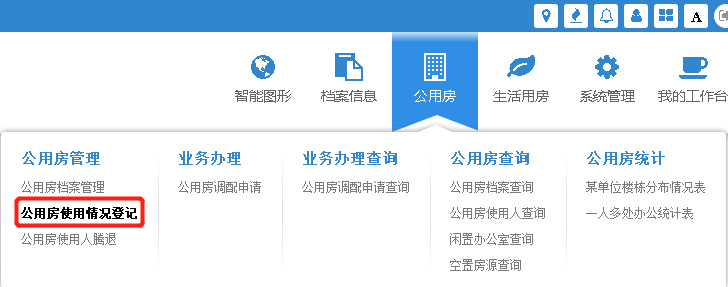 A
智能图形 档案信息 公用房 生活用房 系统管理 我的工作台
公用房管理 业务办理 业务办理查询 公用房查询 公用房统计
公用房档案管理 公用房调配申请 公用房调配申请查询 公用房档案查询 某单位楼栋分布情况表
公用房使用情况登记 公用房使用人查询 一人多处办公统计表
公用房使用人腾退 闲置办公室查询
空置房源查询